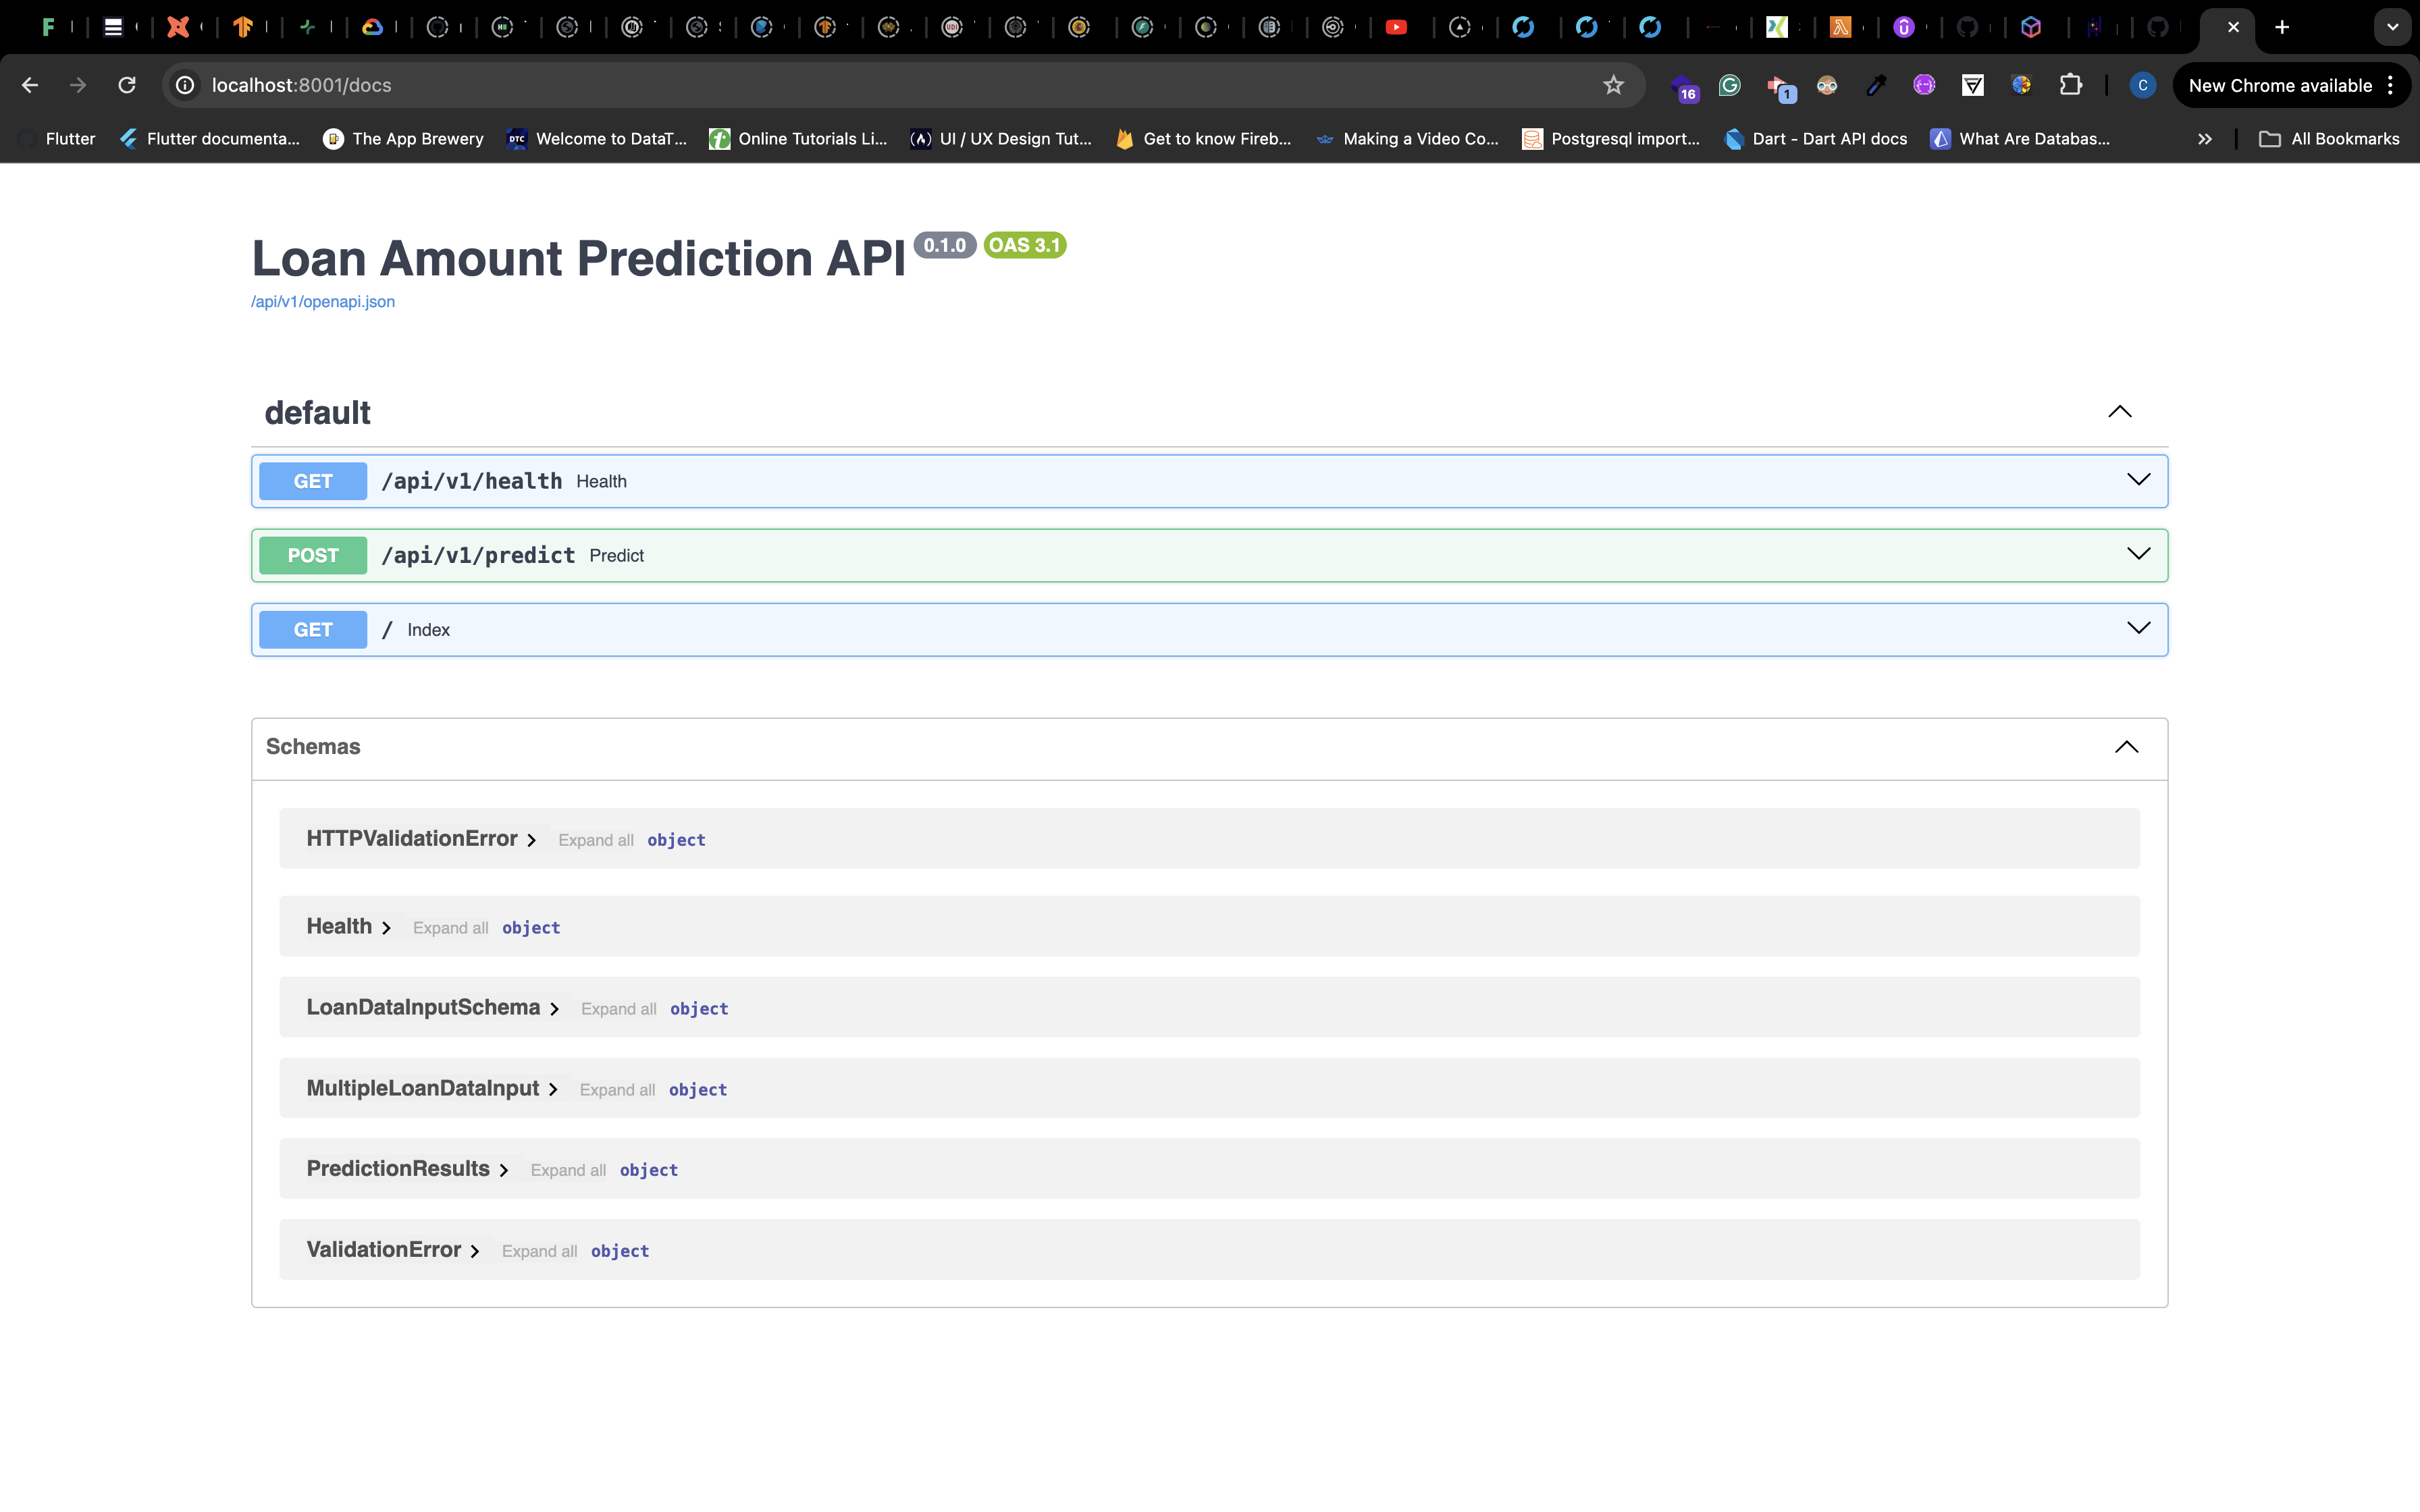 localhost:8001/docs
16
1
C
New Chrome available
Flutter
Flutter documenta...
The App Brewery
DTC
Welcome to DataT...
Online Tutorials Li...
UI / UX Design Tut...
Get to know Fireb...
Making a Video Co...
Postgresql import...
Dart - Dart API docs
What Are Databas...
All Bookmarks
Loan Amount Prediction API 0.1.0 OAS 3.1
/api/v1/openapi.json
default
GET /api/v1/health Health
POST /api/v1/predict Predict
GET / Index
Schemas
HTTPValidationError Expand all object
Health Expand all object
LoanDataInputSchema Expand all object
MultipleLoanDataInput Expand all object
PredictionResults Expand all object
ValidationError Expand all object